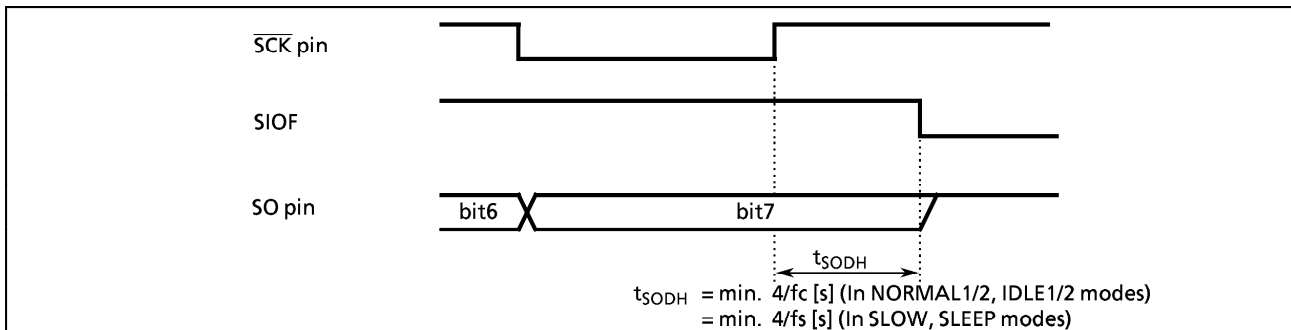 SCK pin
SIOF
SO pin
bit6
bit7
tSODH
tSODH = min. 4/fc [s] (In NORMAL1/2, IDLE1/2 modes)
= min. 4/fs [s] (In SLOW, SLEEP modes)